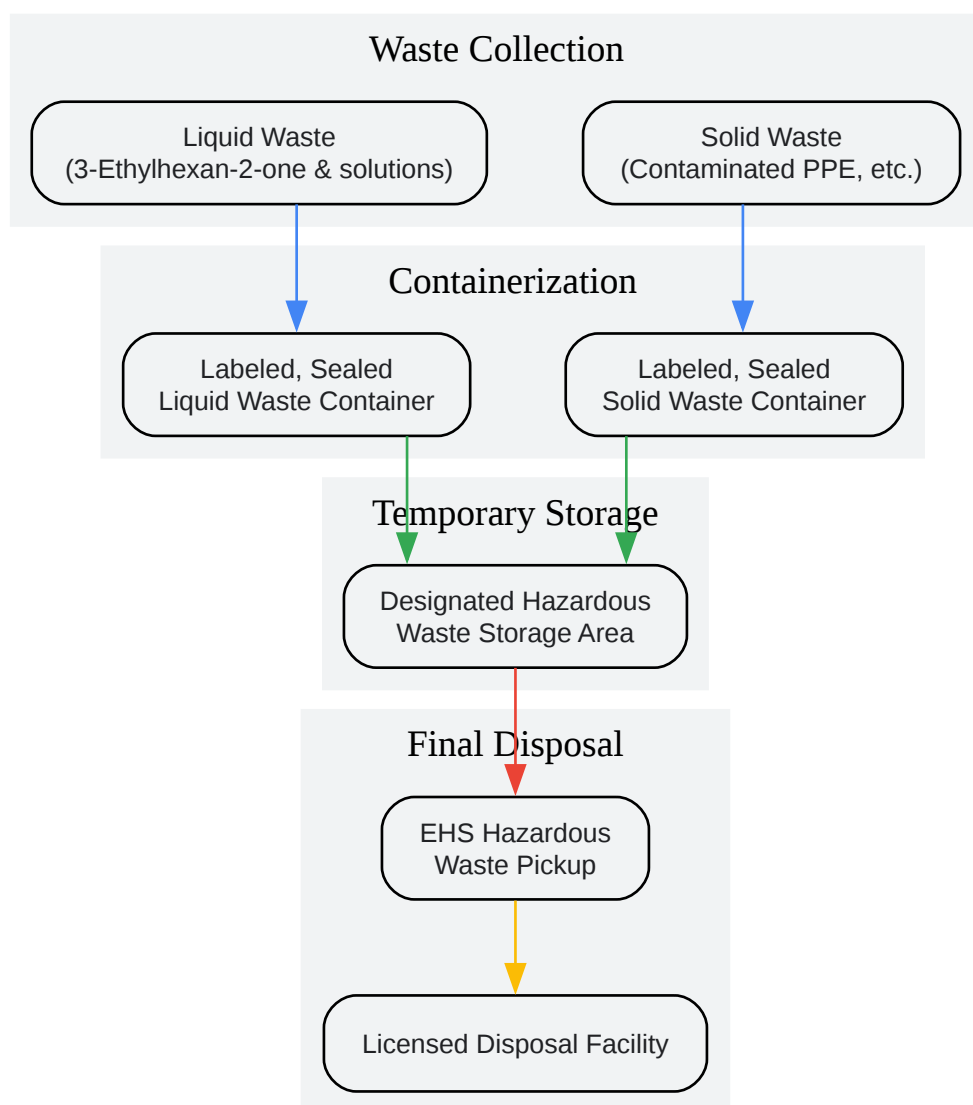 Waste Collection
Liquid Waste
(3-Ethylhexan-2-one & solutions)
Solid Waste
(Contaminated PPE, etc.)
Containerization
Labeled, Sealed
Liquid Waste Container
Labeled, Sealed
Solid Waste Container
Temporary Storage
Designated Hazardous
Waste Storage Area
Final Disposal
EHS Hazardous
Waste Pickup
Licensed Disposal Facility